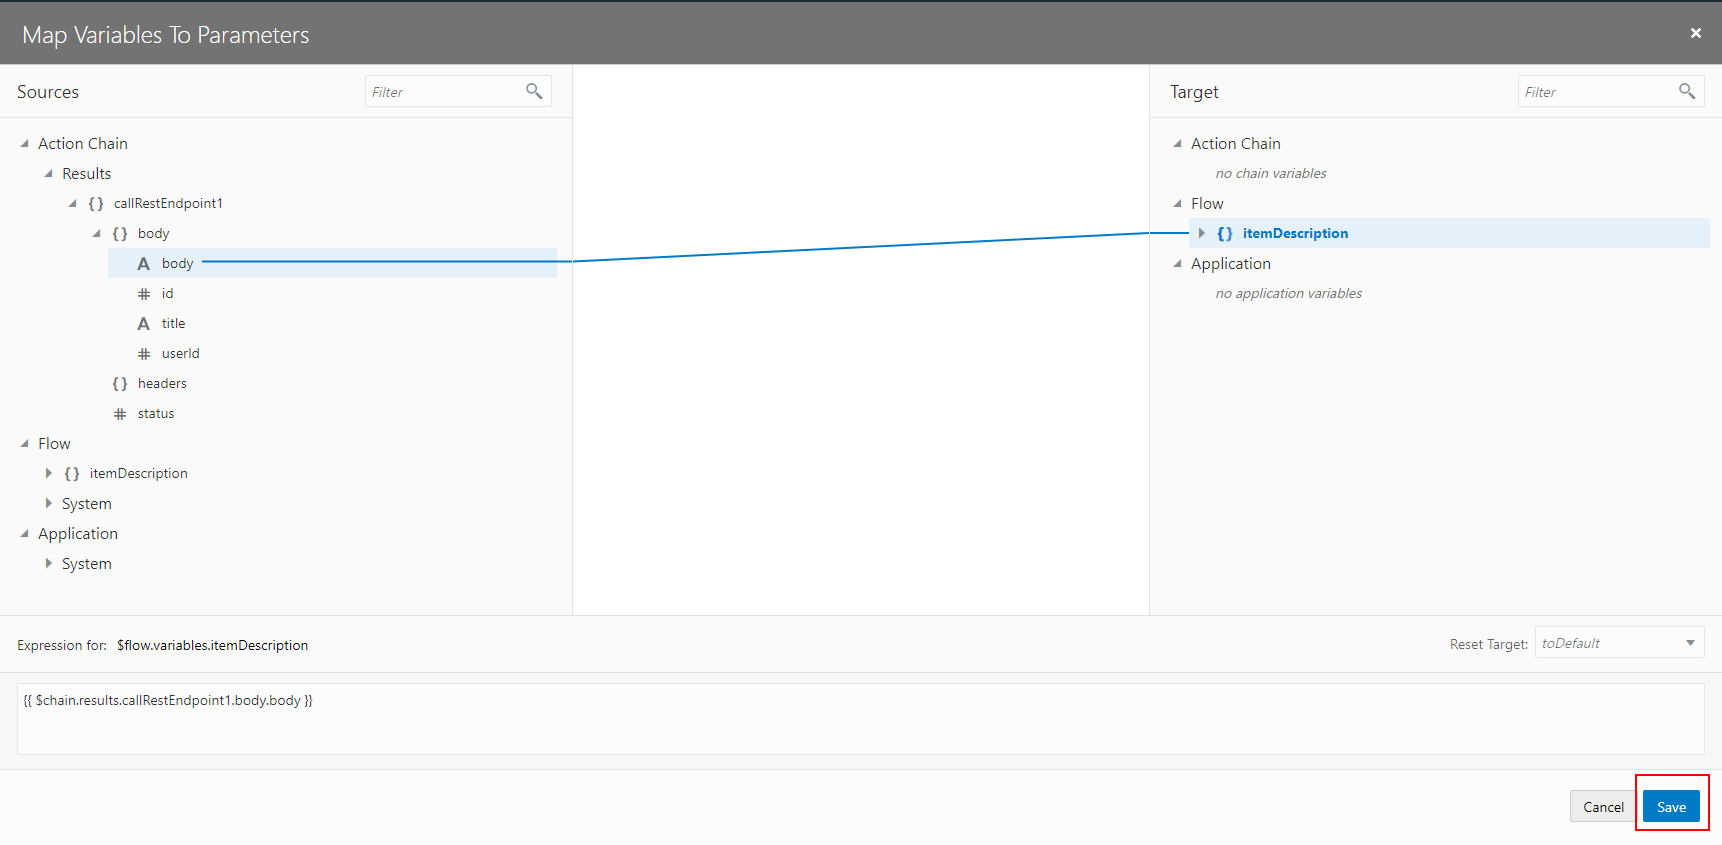 Map Variables To Parameters
Sources
Filter
Action Chain
Results
{ } callRestEndpoint1
{ } body
A body
# id
A title
# userId
{ } headers
# status
Flow
{ } itemDescription
System
Application
System
Target
Filter
Action Chain
no chain variables
Flow
{ } itemDescription
Application
no application variables
Expression for: $flow.variables.itemDescription
Reset Target: toDefault
{{ $chain.results.callRestEndpoint1.body.body }}
Cancel
Save